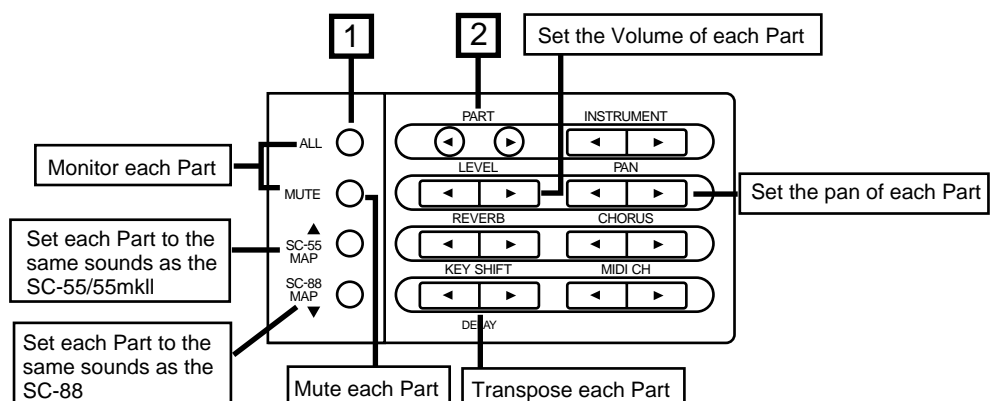 1
2
Set the Volume of each Part
PART
INSTRUMENT
ALL
LEVEL
PAN
Monitor each Part
MUTE
Set the pan of each Part
REVERB
CHORUS
Set each Part to the
same sounds as the
SC-55/55mkII
SC-55
MAP
KEY SHIFT
MIDI CH
SC-88
MAP
DELAY
Set each Part to the
same sounds as the
SC-88
Mute each Part
Transpose each Part